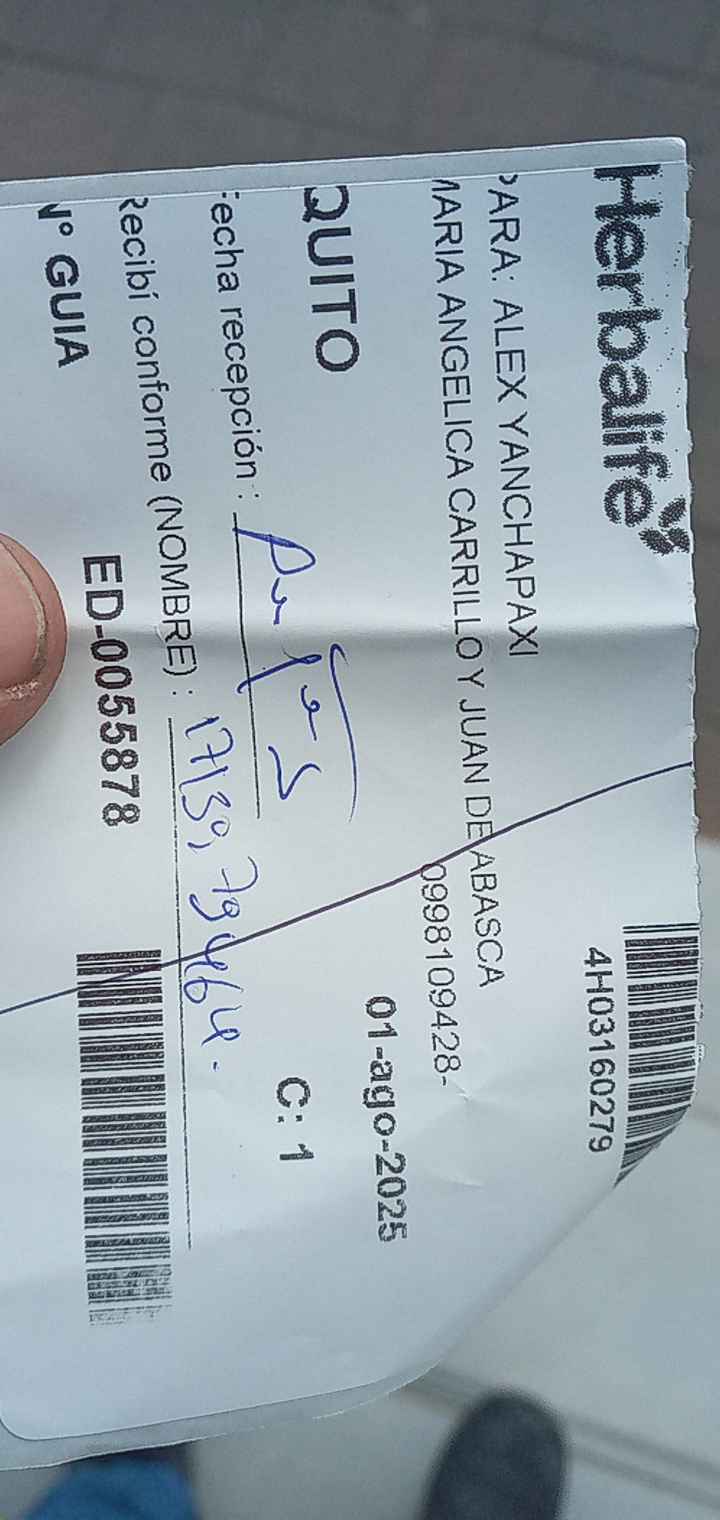 Herbalife
4H03160279
PARA: ALEX YANCHAPAXI
MARIA ANGELICA CARRILLO Y JUAN DE ABASCA
0998109428-
01-ago-2025
QUITO
C: 1
Fecha recepción :
Recibí conforme (NOMBRE) :
N° GUIA
ED-0055878